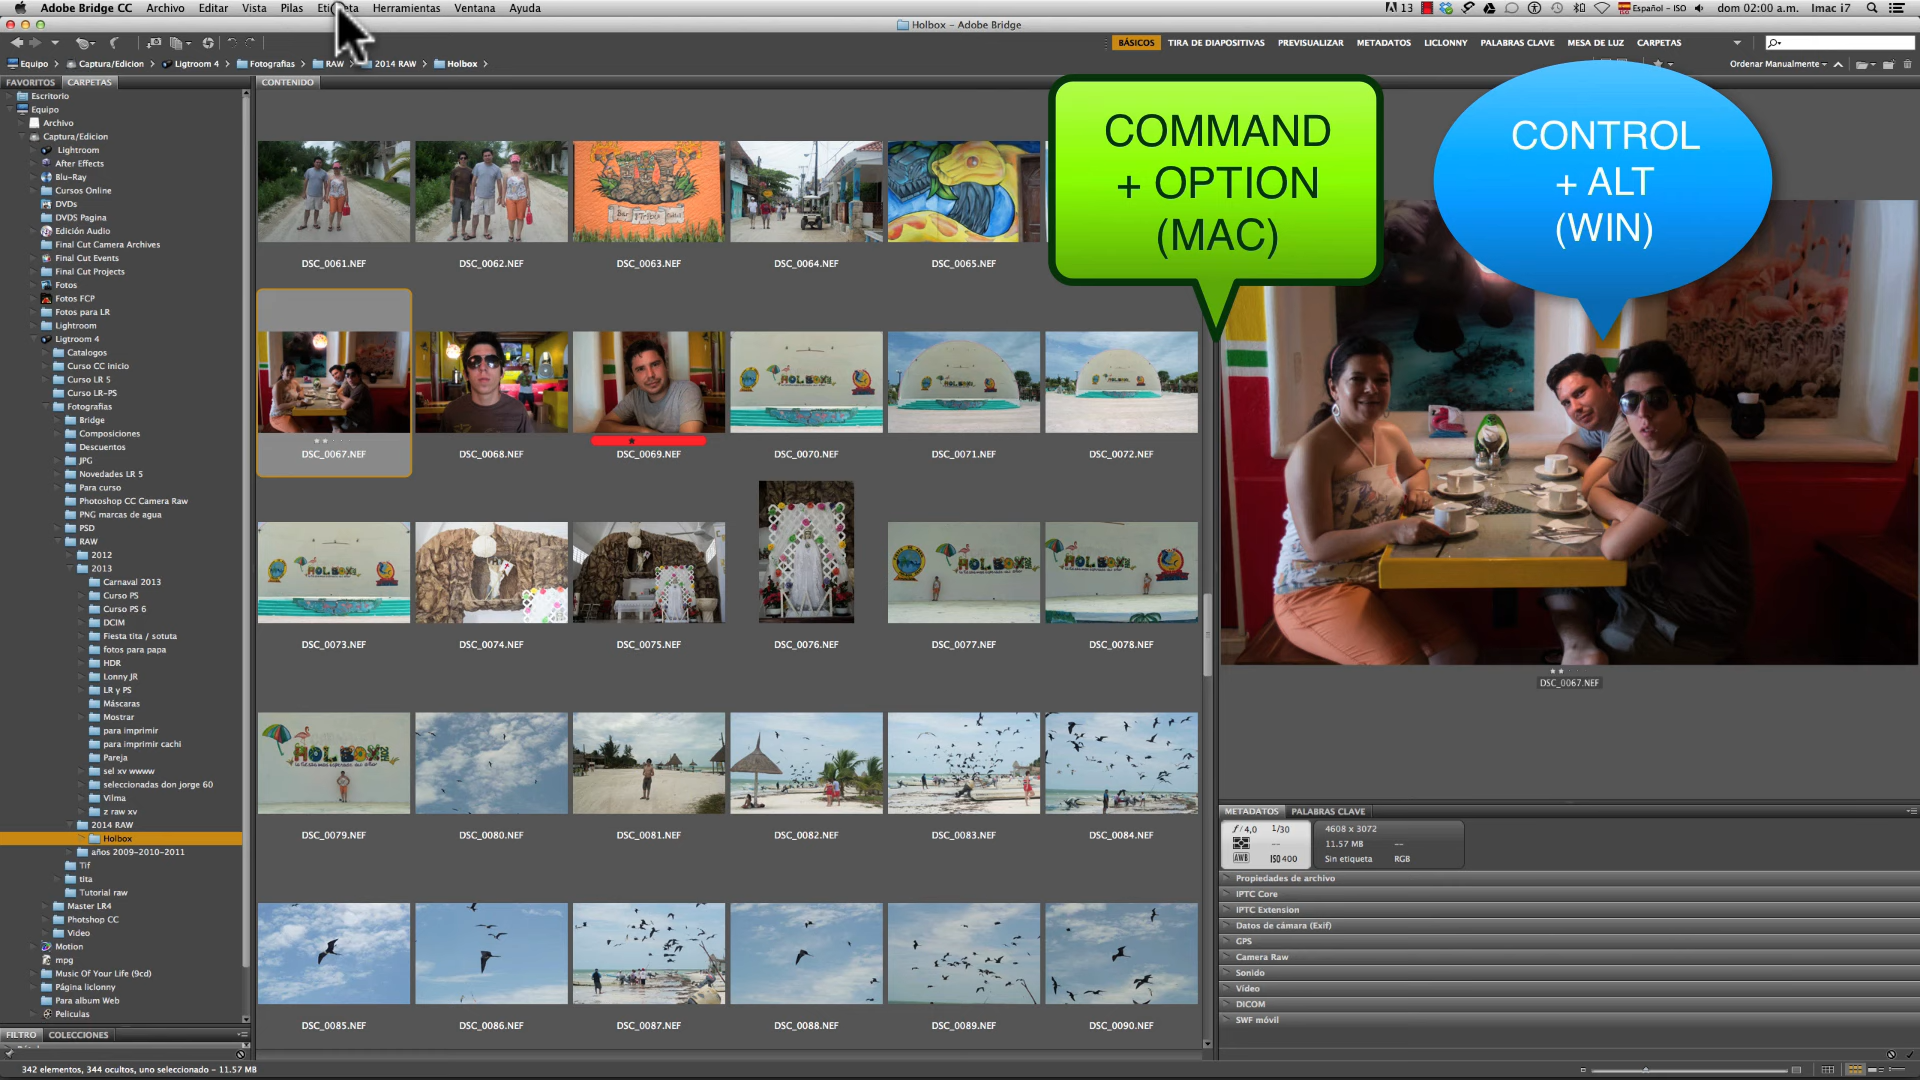 Adobe Bridge CC Archivo Editar Vista Pilas Etiqueta Herramientas Ventana Ayuda
13 Español - ISO dom 02:00 a.m. Imac i7
Holbox - Adobe Bridge
BÁSICOS TIRA DE DIAPOSITIVAS PREVISUALIZAR METADATOS LICLONNY PALABRAS CLAVE MESA DE LUZ CARPETAS
Equipo Captura/Edicion Ligtroom 4 Fotografias RAW 2014 RAW Holbox
Ordenar Manualmente
FAVORITOS CARPETAS
CONTENIDO
Escritorio
Equipo
Archivo
Captura/Edicion
Lightroom
After Effects
Blu-Ray
Cursos Online
DVDs
DVDS Pagina
Edición Audio
Final Cut Camera Archives
Final Cut Events
Final Cut Projects
Fotos
Fotos FCP
Fotos para LR
Lightroom
Ligtroom 4
Catalogos
Curso CC inicio
Curso LR 5
Curso LR-PS
Fotografias
Bridge
Composiciones
Descuentos
JPG
Novedades LR 5
Para curso
Photoshop CC Camera Raw
PNG marcas de agua
PSD
RAW
2012
2013
Carnaval 2013
Curso PS
Curso PS 6
DCIM
Fiesta tita / sotuta
fotos para papa
HDR
Lonny JR
LR y PS
Máscaras
Mostrar
para imprimir
para imprimir cachi
Pareja
sel xv wwww
seleccionadas don jorge 60
Vilma
z raw xv
2014 RAW
Holbox
años 2009-2010-2011
Tif
tita
Tutorial raw
Master LR4
Photshop CC
Video
Motion
mpg
Music Of Your Life (9cd)
Página liclonny
Para album Web
Peliculas
FILTRO COLECCIONES
342 elementos, 344 ocultos, uno seleccionado - 11.57 MB
DSC_0061.NEF DSC_0062.NEF DSC_0063.NEF DSC_0064.NEF DSC_0065.NEF
DSC_0067.NEF DSC_0068.NEF DSC_0069.NEF DSC_0070.NEF DSC_0071.NEF DSC_0072.NEF
DSC_0073.NEF DSC_0074.NEF DSC_0075.NEF DSC_0076.NEF DSC_0077.NEF DSC_0078.NEF
DSC_0079.NEF DSC_0080.NEF DSC_0081.NEF DSC_0082.NEF DSC_0083.NEF DSC_0084.NEF
DSC_0085.NEF DSC_0086.NEF DSC_0087.NEF DSC_0088.NEF DSC_0089.NEF DSC_0090.NEF
COMMAND
+ OPTION
(MAC)
CONTROL
+ ALT
(WIN)
DSC_0067.NEF
METADATOS PALABRAS CLAVE
f/4,0 1/30
--
AWB ISO 400
4608 x 3072
11.57 MB --
Sin etiqueta RGB
Propiedades de archivo
IPTC Core
IPTC Extension
Datos de cámara (Exif)
GPS
Camera Raw
Sonido
Vídeo
DICOM
SWF móvil